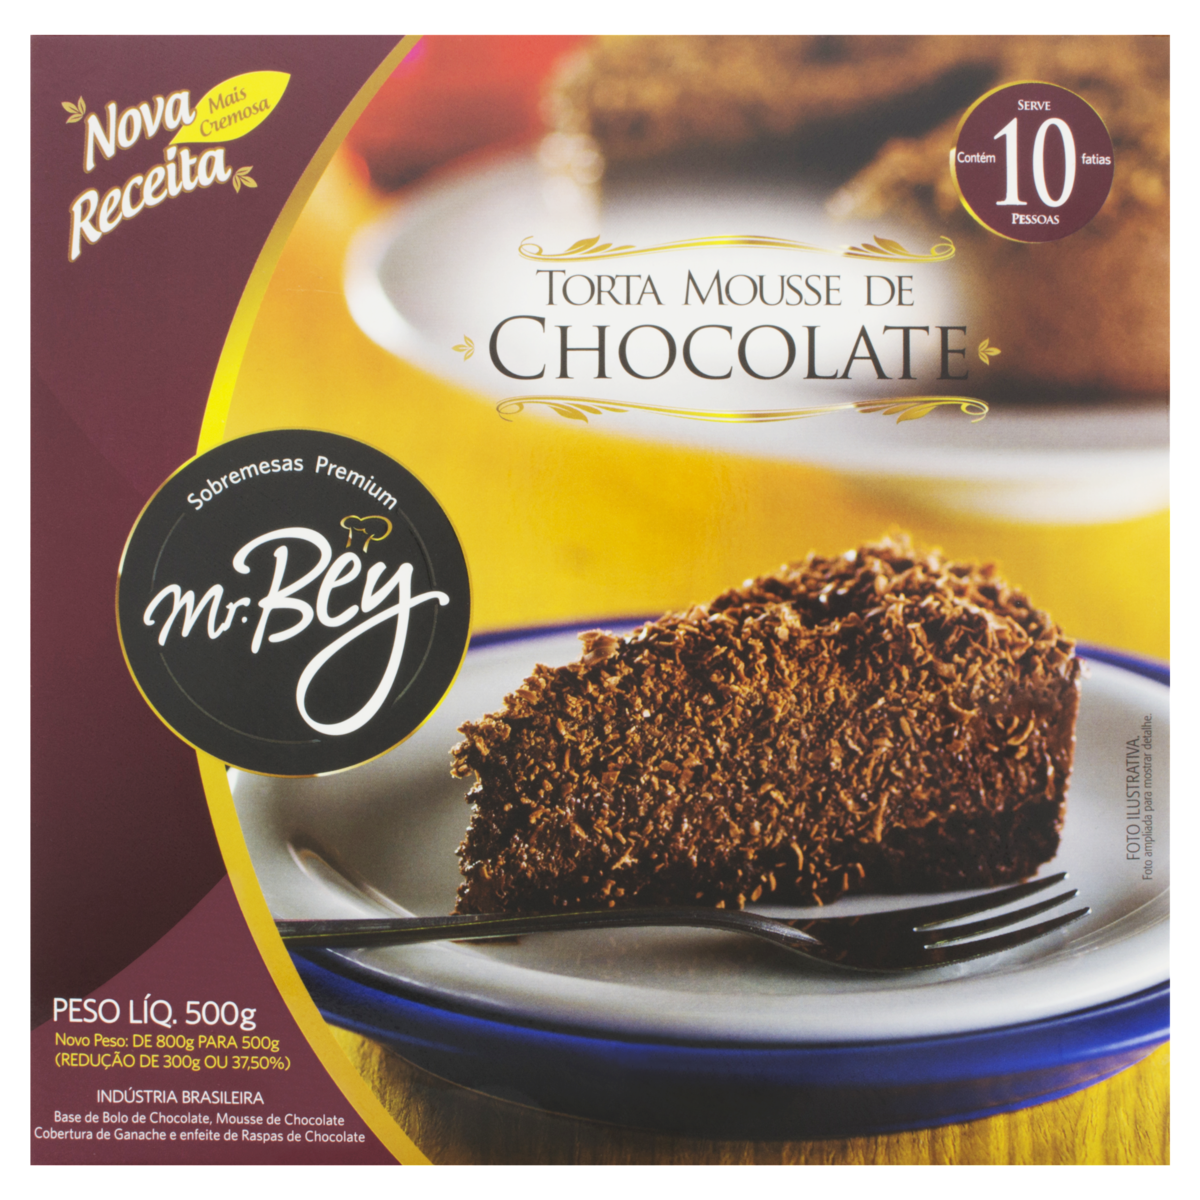 Nova
Receita
Mais
Cremosa
SERVE
Contém 10 fatias
PESSOAS
TORTA MOUSSE DE
CHOCOLATE
Sobremesas Premium
Mr. Bey
FOTO ILUSTRATIVA.
Foto ampliada para mostrar detalhe.
PESO LÍQ. 500g
Novo Peso: DE 800g PARA 500g
(REDUÇÃO DE 300g OU 37,50%)
INDÚSTRIA BRASILEIRA
Base de Bolo de Chocolate, Mousse de Chocolate
Cobertura de Ganache e enfeite de Raspas de Chocolate